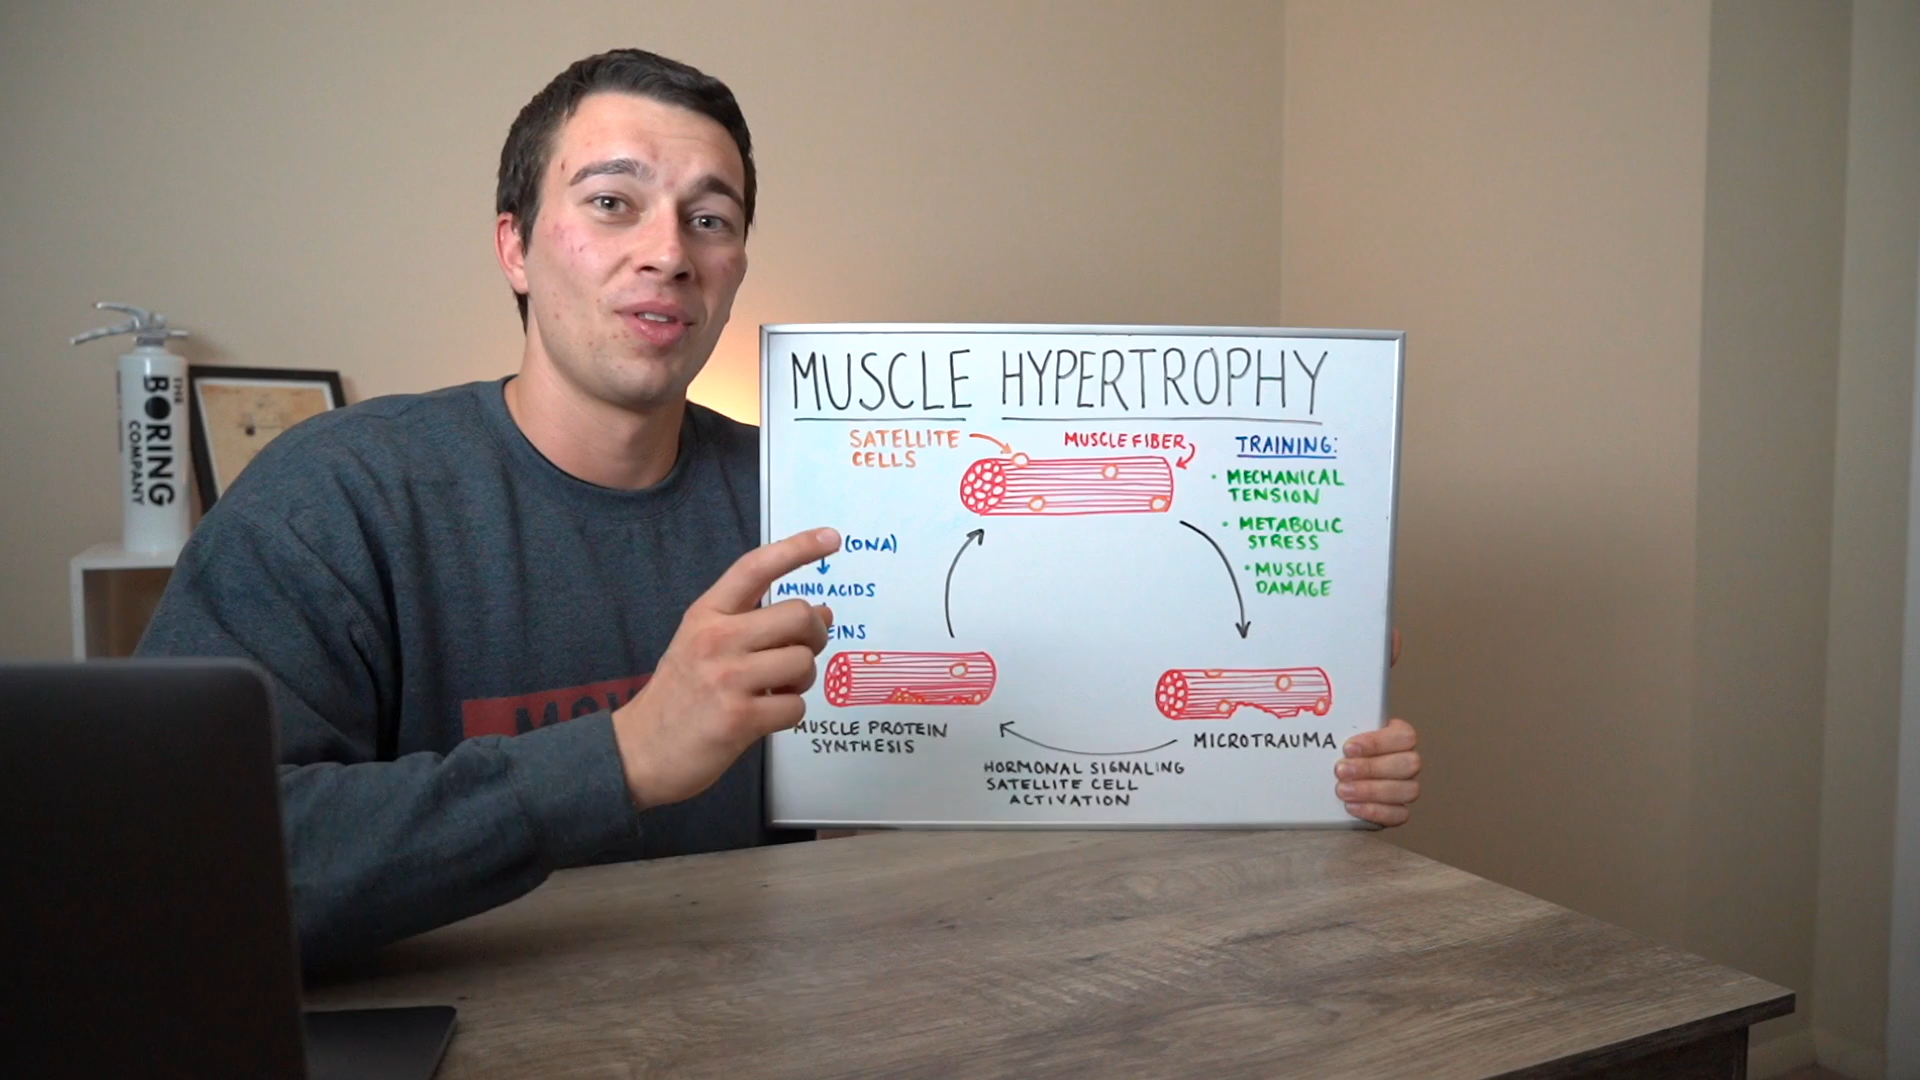 THE
BORING
COMPANY
MUSCLE HYPERTROPHY
SATELLITE
CELLS
MUSCLE FIBER
TRAINING:
• MECHANICAL
TENSION
• METABOLIC
STRESS
• MUSCLE
DAMAGE
(DNA)
AMINO ACIDS
EINS
MUSCLE PROTEIN
SYNTHESIS
MICROTRAUMA
HORMONAL SIGNALING
SATELLITE CELL
ACTIVATION